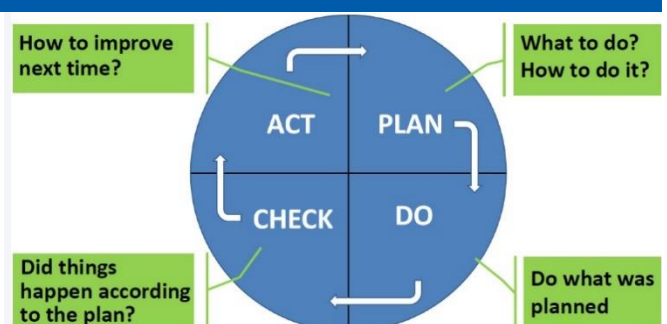 How to improve
next time?
What to do?
How to do it?
ACT
PLAN
CHECK
DO
Did things
happen according
to the plan?
Do what was
planned